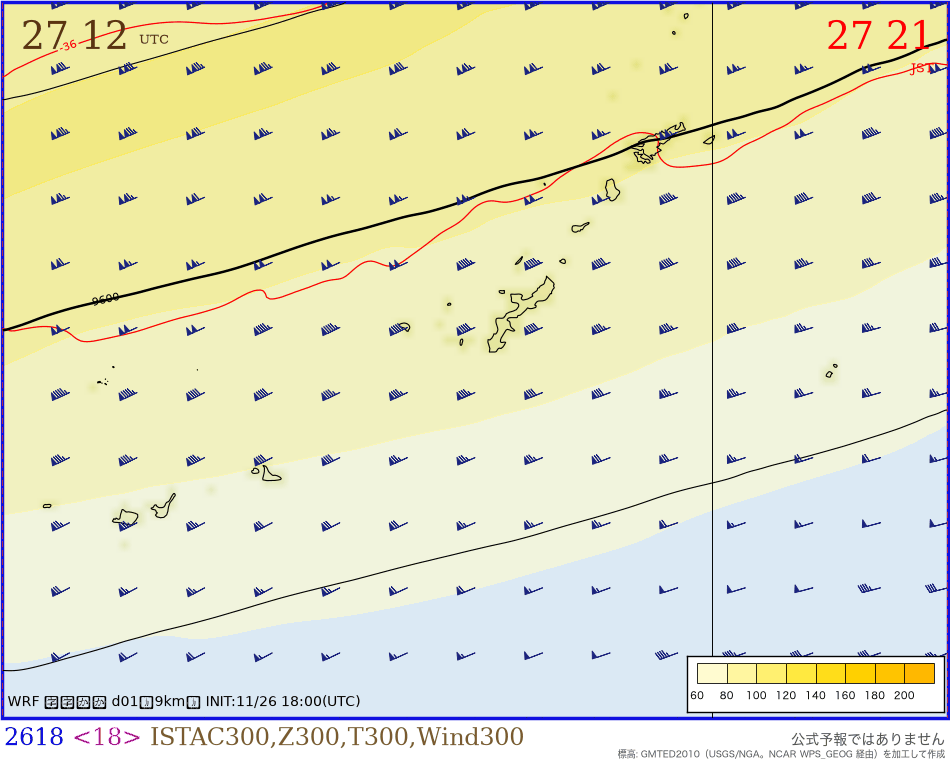 27 12 UTC
27 21
JST
-36
9600
WRF d01 9km INIT:11/26 18:00(UTC)
60 80 100 120 140 160 180 200
2618 <18> ISTAC300,Z300,T300,Wind300
公式予報ではありません
標高: GMTED2010（USGS/NGA。NCAR WPS_GEOG 経由）を加工して作成